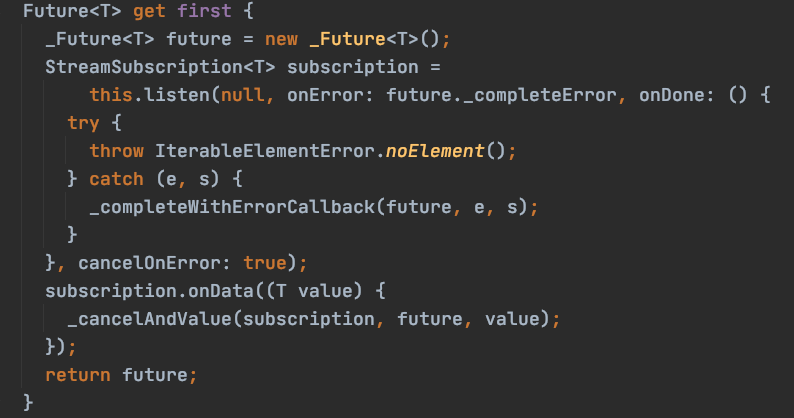 Future<T> get first {
  _Future<T> future = new _Future<T>();
  StreamSubscription<T> subscription =
      this.listen(null, onError: future._completeError, onDone: () {
    try {
      throw IterableElementError.noElement();
    } catch (e, s) {
      _completeWithErrorCallback(future, e, s);
    }
  }, cancelOnError: true);
  subscription.onData((T value) {
    _cancelAndValue(subscription, future, value);
  });
  return future;
}